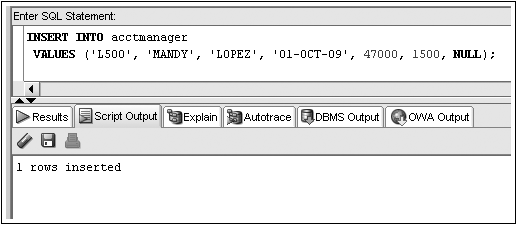 Enter SQL Statement:
INSERT INTO acctmanager
VALUES ('L500', 'MANDY', 'LOPEZ', '01-OCT-09', 47000, 1500, NULL);
Results Script Output Explain Autotrace DBMS Output OWA Output
1 rows inserted